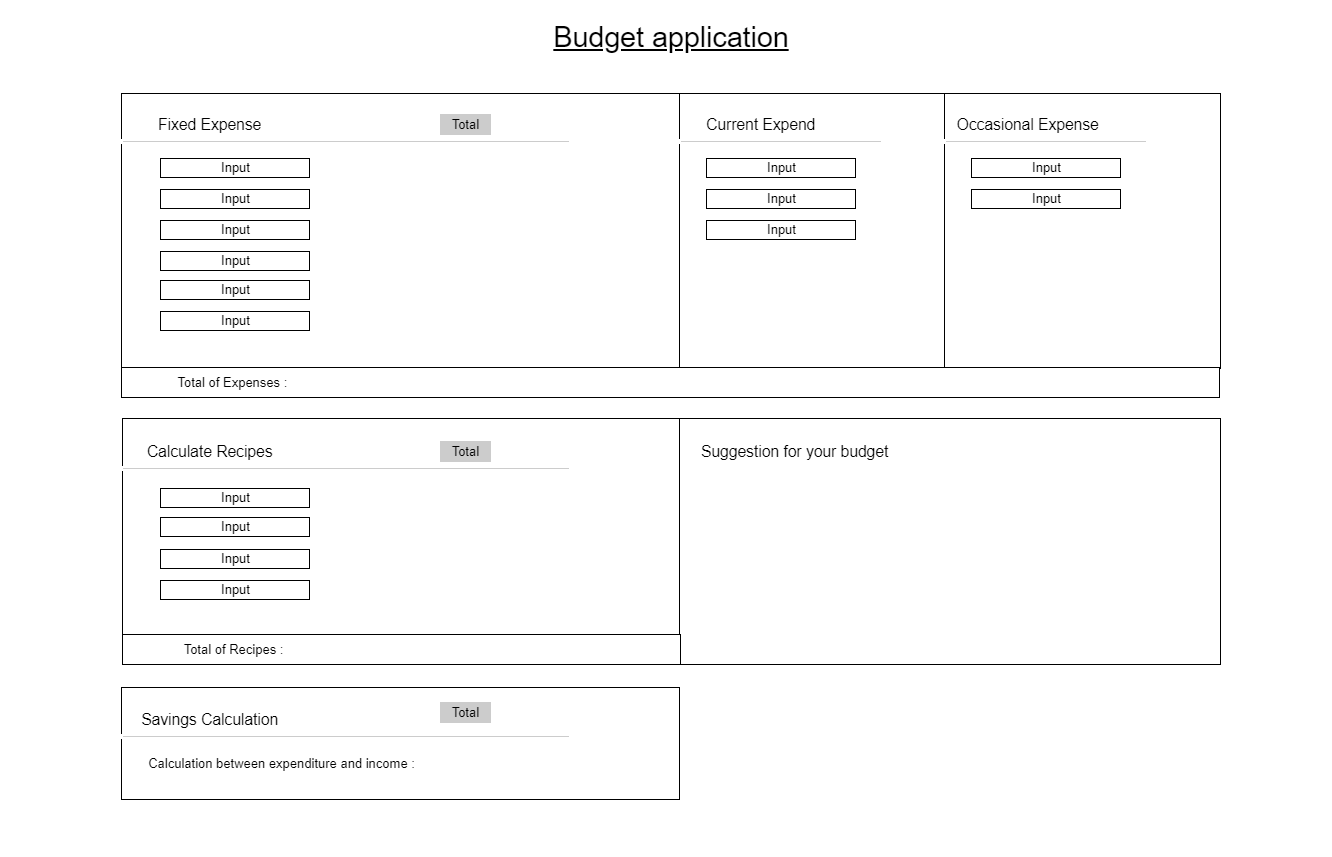 Budget application
Fixed Expense
Total
Input
Input
Input
Input
Input
Input
Current Expend
Input
Input
Input
Occasional Expense
Input
Input
Total of Expenses :
Calculate Recipes
Total
Input
Input
Input
Input
Total of Recipes :
Suggestion for your budget
Savings Calculation
Total
Calculation between expenditure and income :